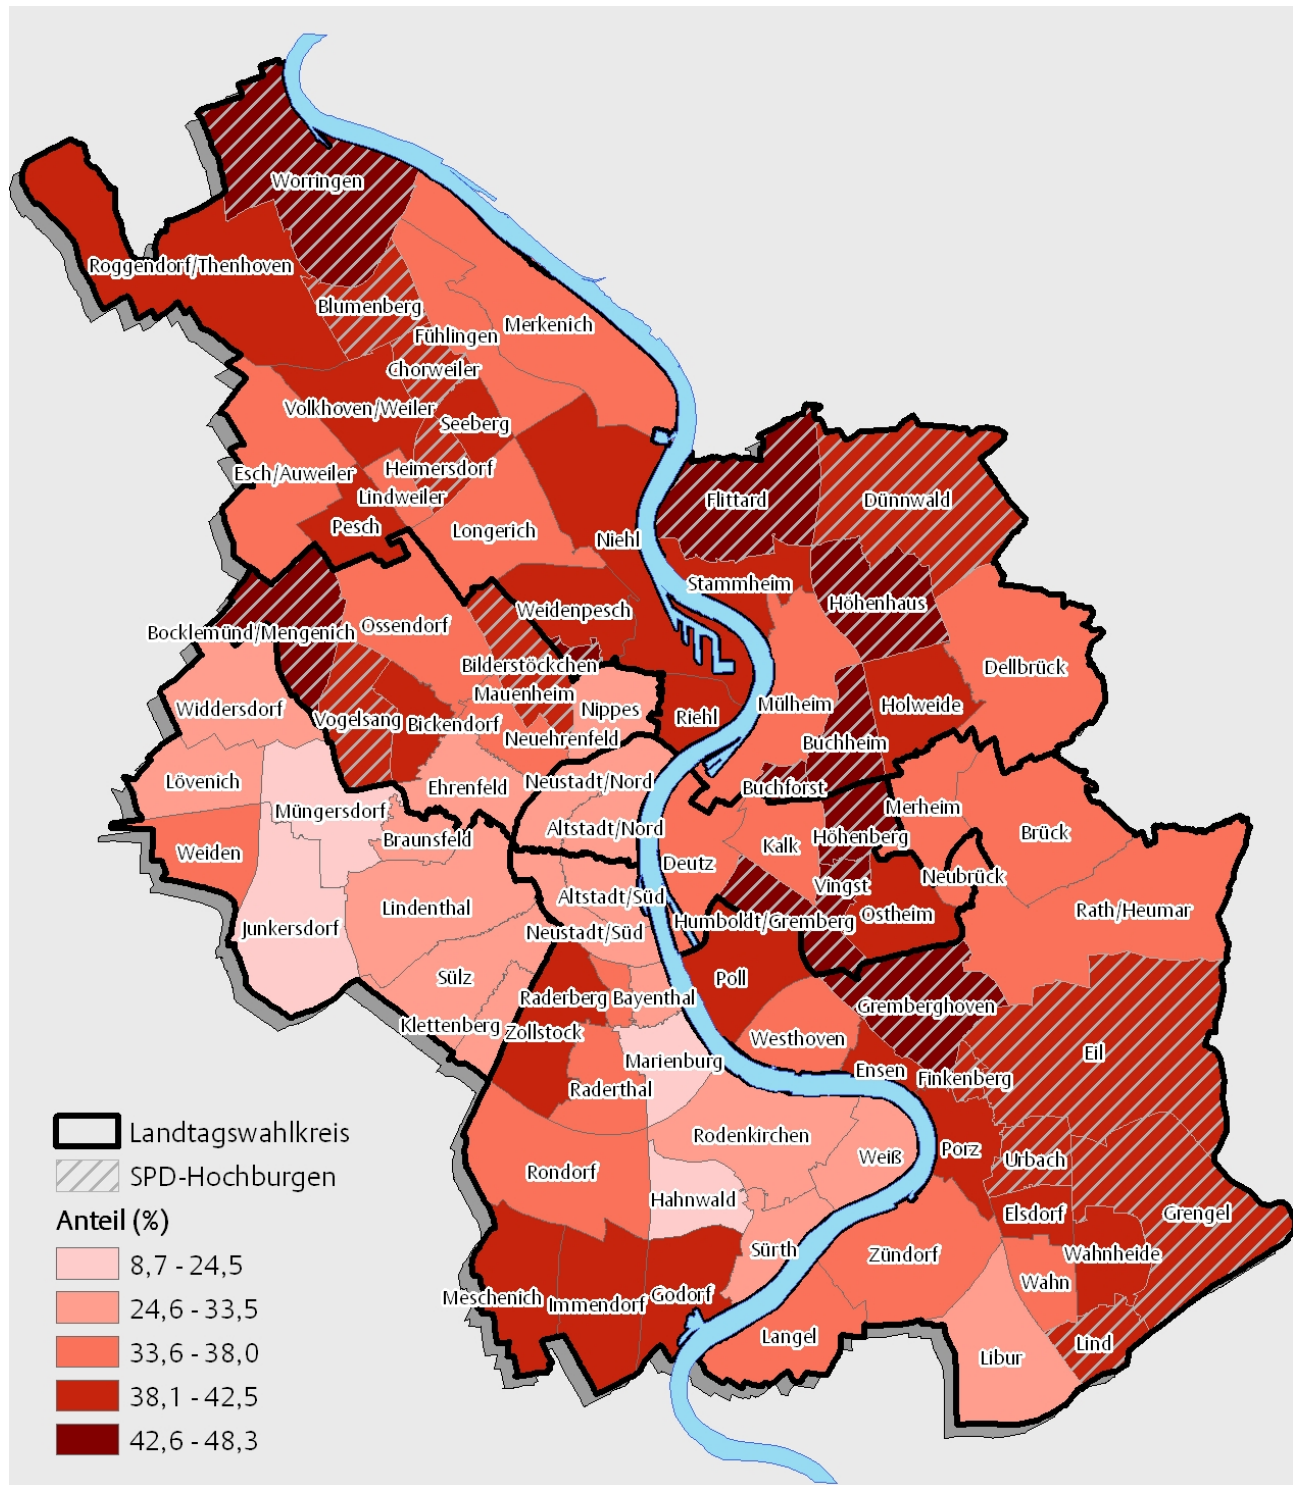 Worringen
Roggendorf/Thenhoven
Blumenberg
Merkenich
Fühlingen
Chorweiler
Volkhoven/Weiler
Seeberg
Heimersdorf
Esch/Auweiler
Lindweiler
Pesch
Longerich
Niehl
Flittard
Dünnwald
Stammheim
Höhenhaus
Weidenpesch
Ossendorf
Bocklemünd/Mengenich
Bilderstöckchen
Dellbrück
Mauenheim
Widdersdorf
Nippes
Riehl
Mülheim
Holweide
Vogelsang
Bickendorf
Neuehrenfeld
Buchheim
Lövenich
Ehrenfeld
Neustadt/Nord
Buchforst
Müngersdorf
Merheim
Braunsfeld
Altstadt/Nord
Höhenberg
Brück
Weiden
Kalk
Deutz
Neubrück
Vingst
Altstadt/Süd
Lindenthal
Rath/Heumar
Humboldt/Gremberg
Ostheim
Junkersdorf
Neustadt/Süd
Sülz
Poll
Raderberg
Bayenthal
Gremberghoven
Klettenberg
Zollstock
Westhoven
Eil
Marienburg
Ensen
Finkenberg
Raderthal
Landtagswahlkreis
Rodenkirchen
Porz
Weiß
Urbach
SPD-Hochburgen
Rondorf
Hahnwald
Elsdorf
Grengel
Anteil (%)
Sürth
Zündorf
Wahnheide
8,7 - 24,5
Wahn
Meschenich
Immendorf
Godorf
24,6 - 33,5
Langel
Lind
33,6 - 38,0
Libur
38,1 - 42,5
42,6 - 48,3